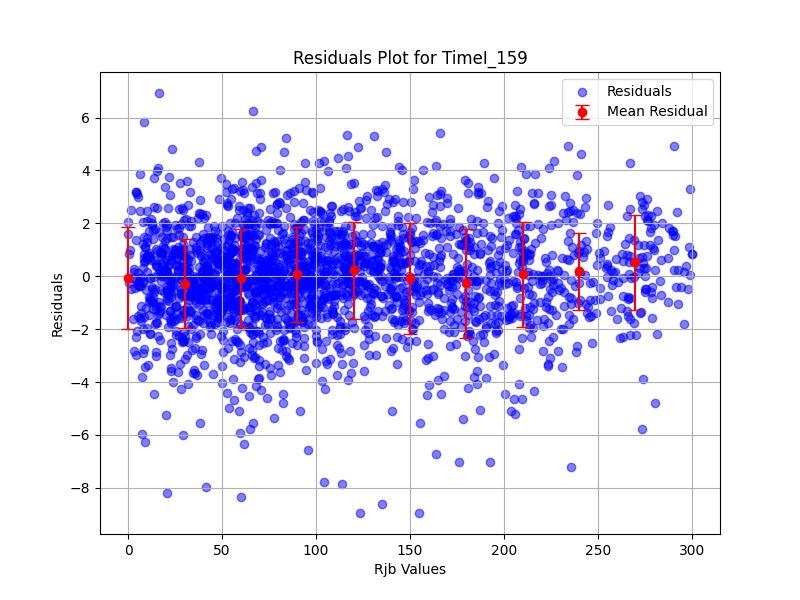 Residuals Plot for TimeI_159
Residuals
Mean Residual
Residuals
6
4
2
0
−2
−4
−6
−8
0 50 100 150 200 250 300
Rjb Values